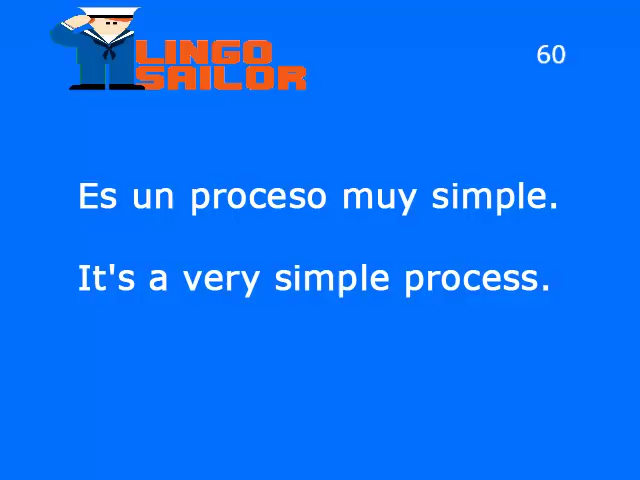 LINGO
SAILOR
60
Es un proceso muy simple.
It's a very simple process.